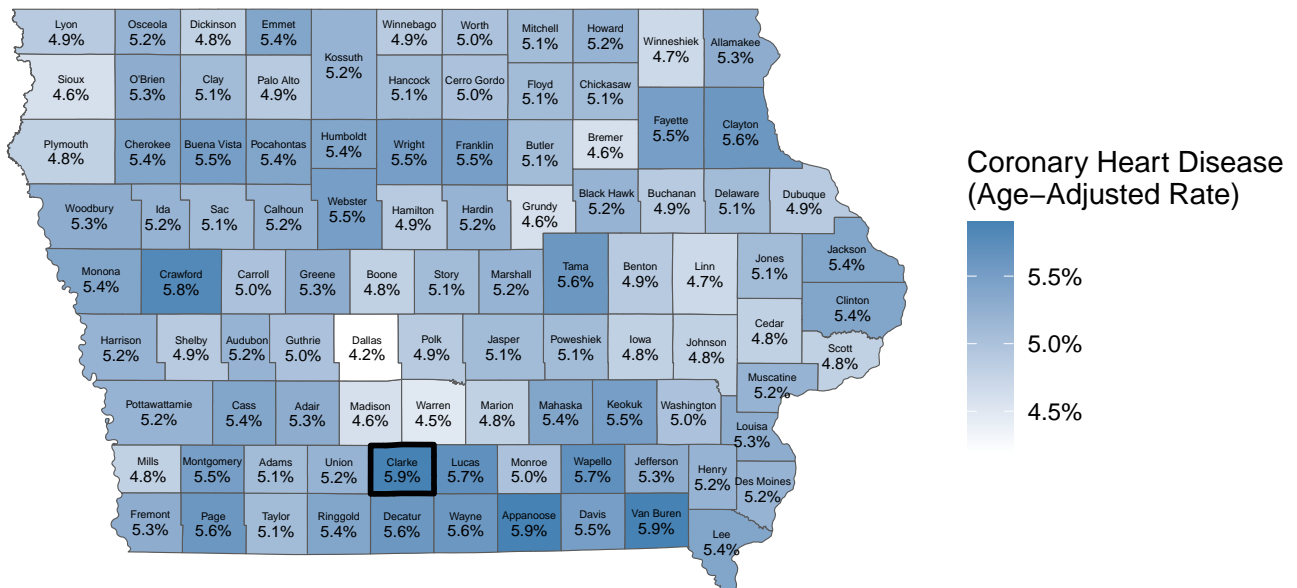 Lyon
4.9%
Osceola
5.2%
Dickinson
4.8%
Emmet
5.4%
Kossuth
5.2%
Winnebago
4.9%
Worth
5.0%
Mitchell
5.1%
Howard
5.2%
Winneshiek
4.7%
Allamakee
5.3%
Sioux
4.6%
O'Brien
5.3%
Clay
5.1%
Palo Alto
4.9%
Hancock
5.1%
Cerro Gordo
5.0%
Floyd
5.1%
Chickasaw
5.1%
Plymouth
4.8%
Cherokee
5.4%
Buena Vista
5.5%
Pocahontas
5.4%
Humboldt
5.4%
Wright
5.5%
Franklin
5.5%
Butler
5.1%
Bremer
4.6%
Fayette
5.5%
Clayton
5.6%
Woodbury
5.3%
Ida
5.2%
Sac
5.1%
Calhoun
5.2%
Webster
5.5%
Hamilton
4.9%
Hardin
5.2%
Grundy
4.6%
Black Hawk
5.2%
Buchanan
4.9%
Delaware
5.1%
Dubuque
4.9%
Monona
5.4%
Crawford
5.8%
Carroll
5.0%
Greene
5.3%
Boone
4.8%
Story
5.1%
Marshall
5.2%
Tama
5.6%
Benton
4.9%
Linn
4.7%
Jones
5.1%
Jackson
5.4%
Clinton
5.4%
Harrison
5.2%
Shelby
4.9%
Audubon
5.2%
Guthrie
5.0%
Dallas
4.2%
Polk
4.9%
Jasper
5.1%
Poweshiek
5.1%
Iowa
4.8%
Johnson
4.8%
Cedar
4.8%
Scott
4.8%
Muscatine
5.2%
Pottawattamie
5.2%
Cass
5.4%
Adair
5.3%
Madison
4.6%
Warren
4.5%
Marion
4.8%
Mahaska
5.4%
Keokuk
5.5%
Washington
5.0%
Louisa
5.3%
Mills
4.8%
Montgomery
5.5%
Adams
5.1%
Union
5.2%
Clarke
5.9%
Lucas
5.7%
Monroe
5.0%
Wapello
5.7%
Jefferson
5.3%
Henry
5.2%
Des Moines
5.2%
Fremont
5.3%
Page
5.6%
Taylor
5.1%
Ringgold
5.4%
Decatur
5.6%
Wayne
5.6%
Appanoose
5.9%
Davis
5.5%
Van Buren
5.9%
Lee
5.4%
Coronary Heart Disease
(Age−Adjusted Rate)
5.5%
5.0%
4.5%